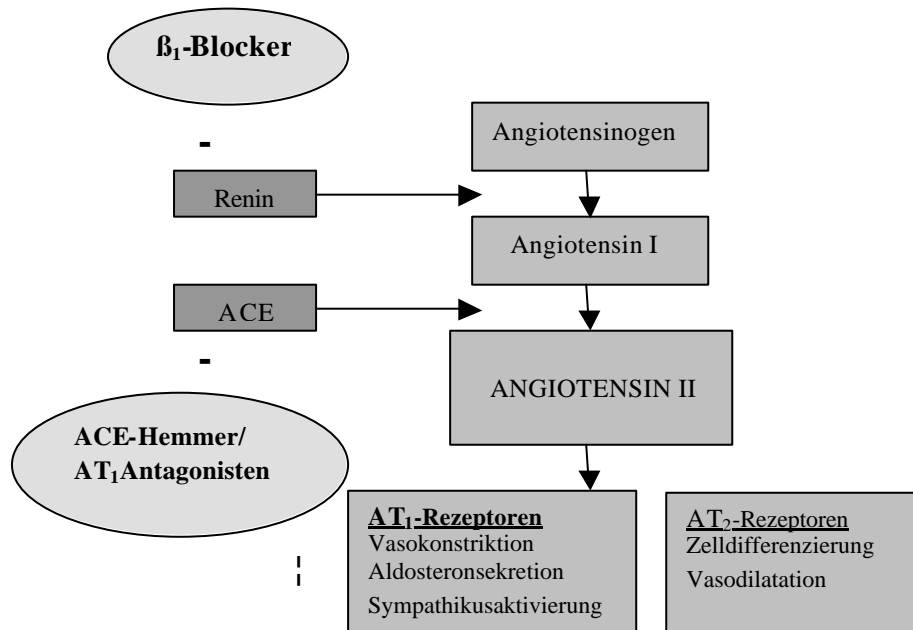 ß₁-Blocker
-
Angiotensinogen
Renin
Angiotensin I
ACE
-
ANGIOTENSIN II
ACE-Hemmer/
AT₁Antagonisten
AT₁-Rezeptoren
Vasokonstriktion
Aldosteronsekretion
Sympathikusaktivierung
AT₂-Rezeptoren
Zelldifferenzierung
Vasodilatation